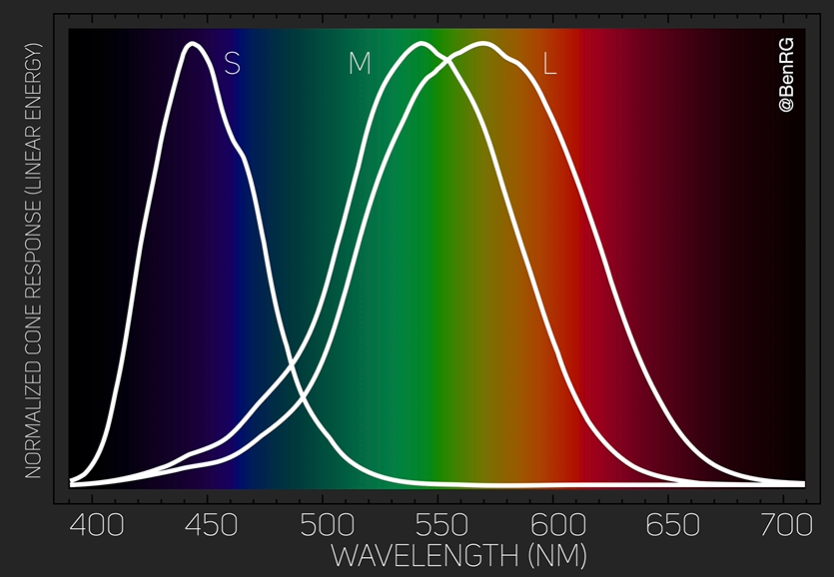 NORMALIZED CONE RESPONSE (LINEAR ENERGY)
S
M
L
@BenRG
400 450 500 550 600 650 700
WAVELENGTH (NM)